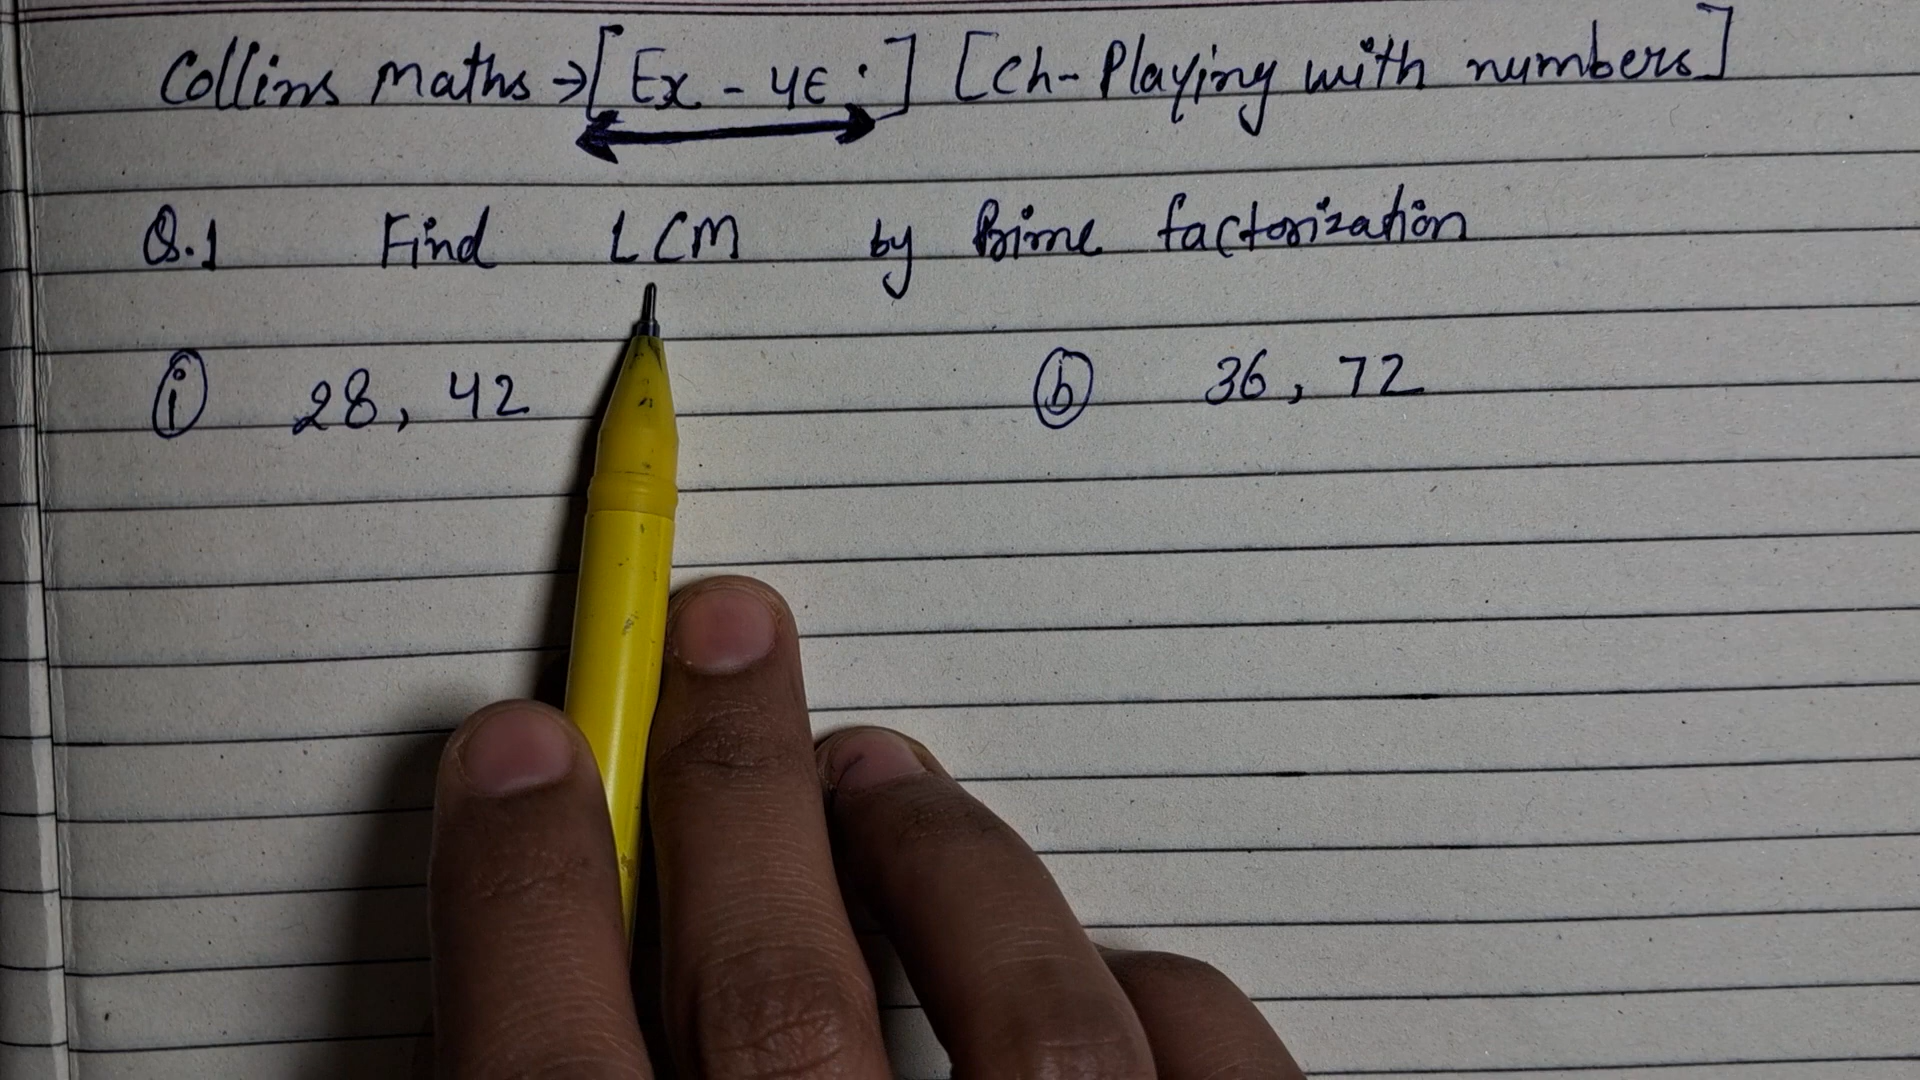 Collins Maths → [Ex - 4E.] [Ch- Playing with numbers]
Q.1 Find LCM by Prime factorization
(i) 28, 42 (b) 36, 72